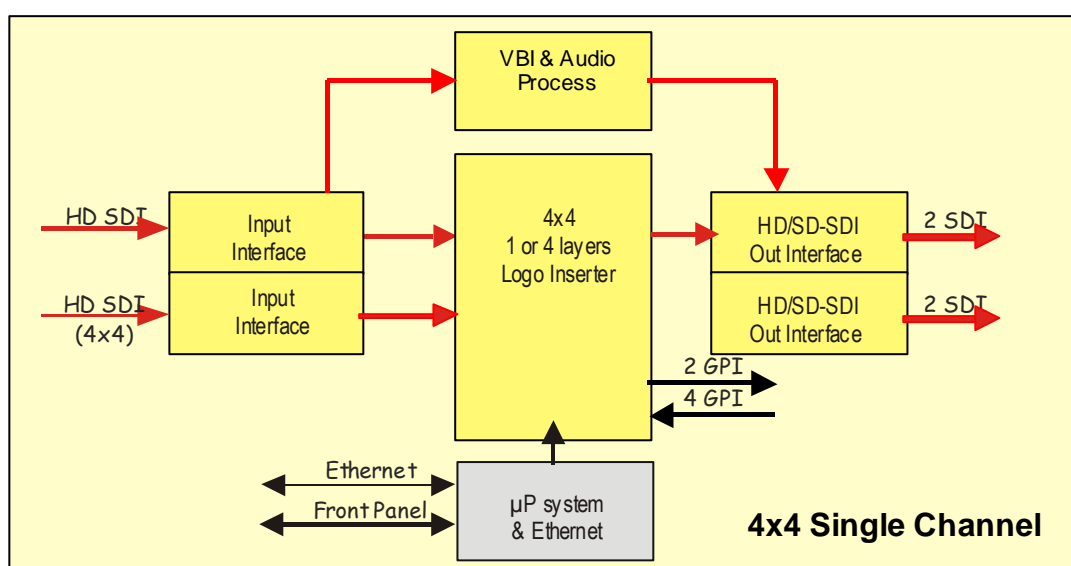 VBI & Audio
Process
HD SDI
Input
Interface
4x4
1 or 4 layers
Logo Inserter
HD/SD-SDI
Out Interface
2 SDI
HD SDI
(4x4)
Input
Interface
HD/SD-SDI
Out Interface
2 SDI
2 GPI
4 GPI
Ethernet
Front Panel
µP system
& Ethernet
4x4 Single Channel